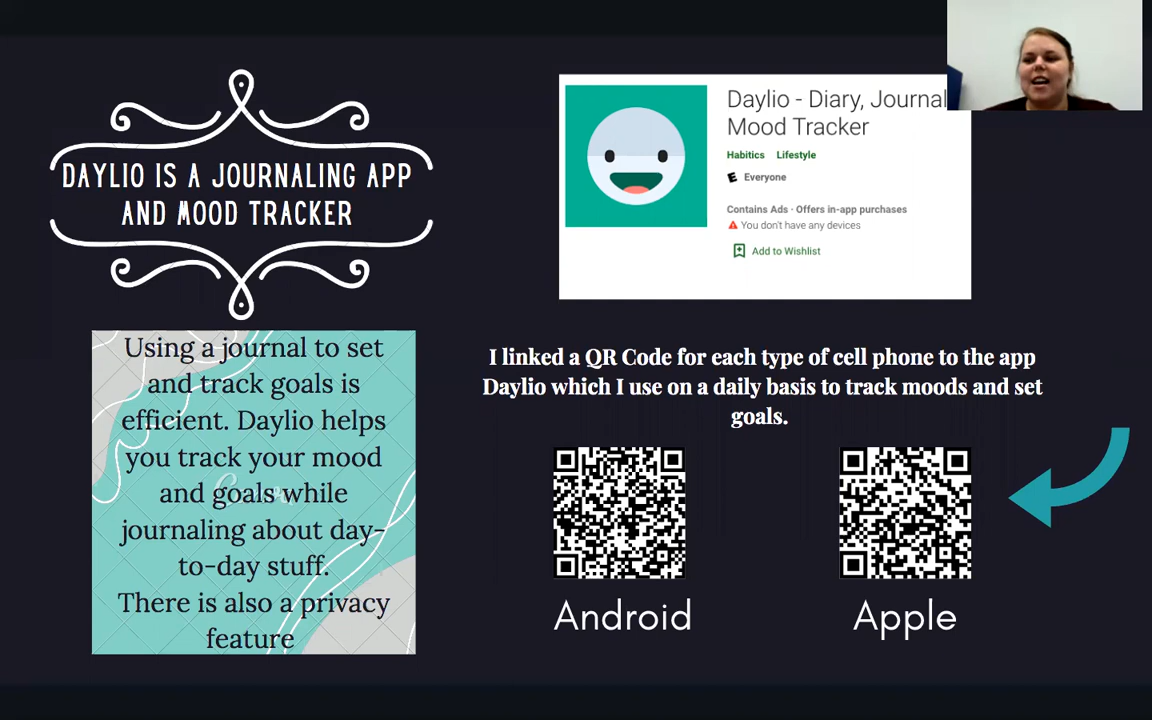 DAYLIO IS A JOURNALING APP
AND MOOD TRACKER
Daylio - Diary, Journal
Mood Tracker
Habitics Lifestyle
E Everyone
Contains Ads · Offers in-app purchases
You don't have any devices
Add to Wishlist
Using a journal to set
and track goals is
efficient. Daylio helps
you track your mood
and goals while
journaling about day-
to-day stuff.
There is also a privacy
feature
I linked a QR Code for each type of cell phone to the app
Daylio which I use on a daily basis to track moods and set
goals.
Android
Apple